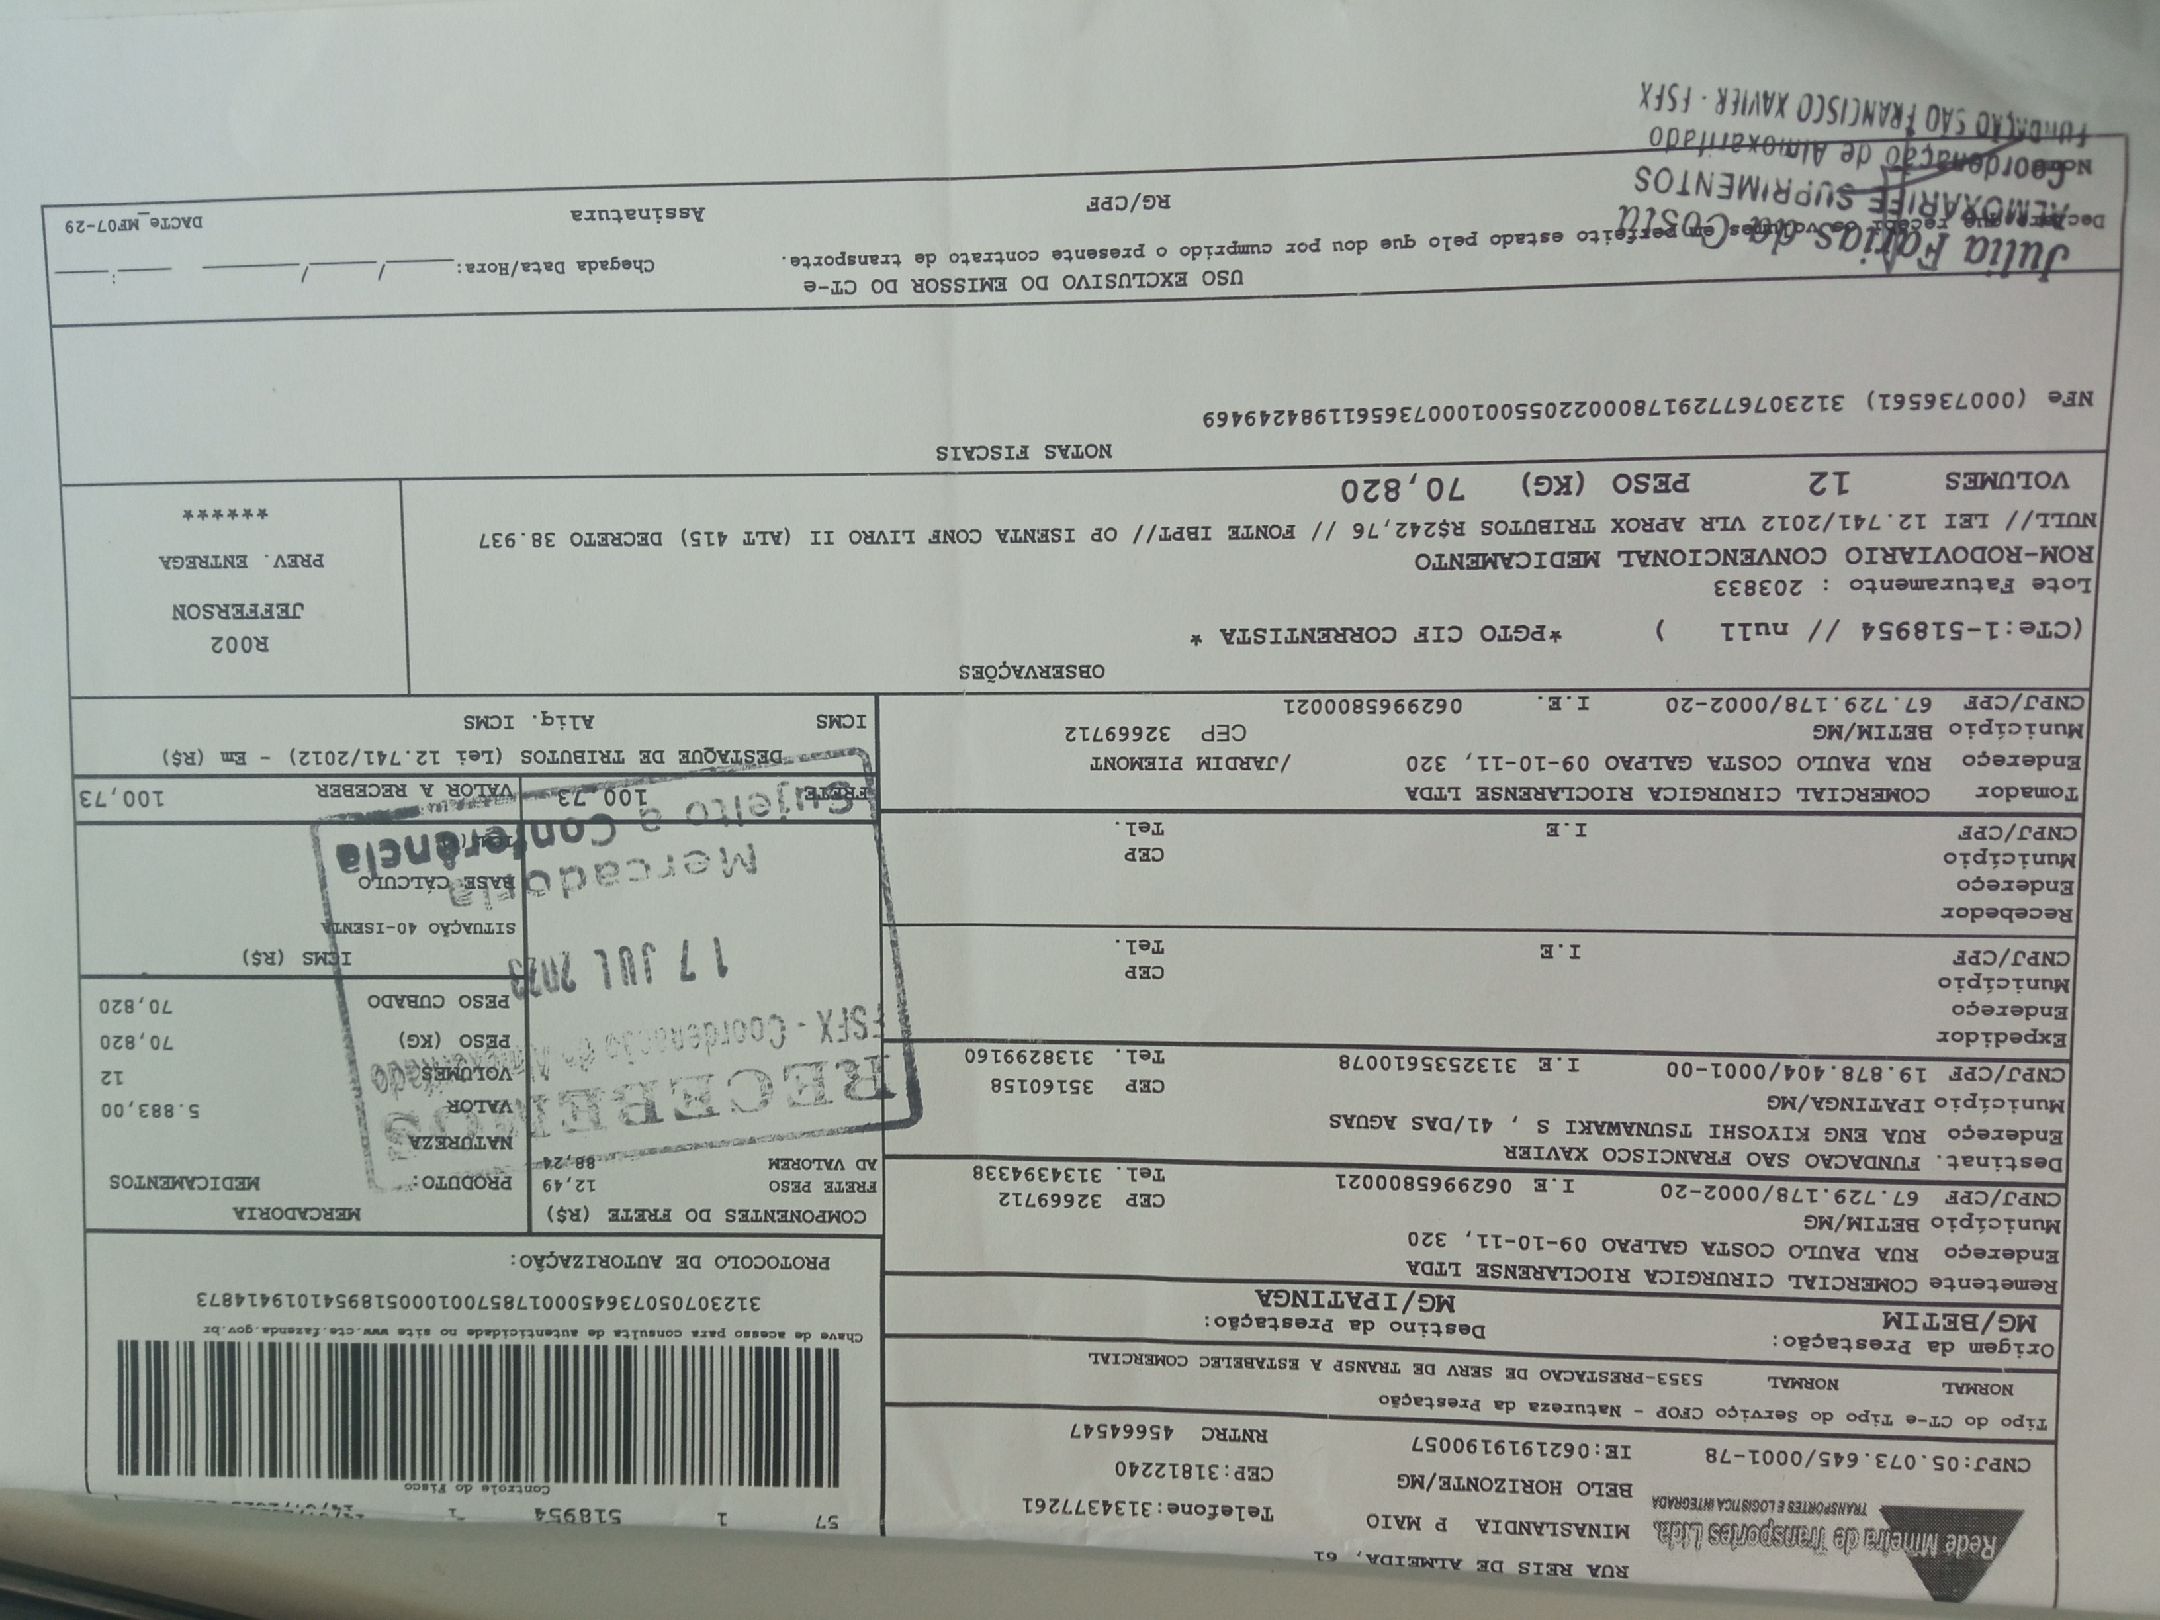 Rede Mineira de Transportes Ltda.
TRANSPORTES E LOGÍSTICA INTEGRADA
RUA REIS DE ALMEIDA, 61
MINASLANDIA P MAIO Telefone:3134377261
BELO HORIZONTE/MG CEP:31812240
CNPJ:05.073.645/0001-78 IE:0621919190057 RNTRC 45664547
57 1 518954 1
Controle do Fisco
Chave de acesso para consulta de autenticidade no site www.cte.fazenda.gov.br
31230705073645000178570010005189541019414873
PROTOCOLO DE AUTORIZAÇÃO:
Tipo do CT-e Tipo do Serviço CFOP - Natureza da Prestação
NORMAL NORMAL 5353-PRESTACAO DE SERV DE TRANSP A ESTABELEC COMERCIAL
Origem da Prestação: Destino da Prestação:
MG/BETIM MG/IPATINGA
Remetente COMERCIAL CIRURGICA RIOCLARENSE LTDA
Endereço RUA PAULO COSTA GALPAO 09-10-11, 320
Município BETIM/MG CEP 32669712
CNPJ/CPF 67.729.178/0002-20 I.E 0629965800021 Tel. 3134394338
Destinat. FUNDACAO SAO FRANCISCO XAVIER
Endereço RUA ENG KIYOSHI TSUNAWAKI S , 41/DAS AGUAS
Município IPATINGA/MG CEP 35160158
CNPJ/CPF 19.878.404/0001-00 I.E 3132535610078 Tel. 3138299160
Expedidor
Endereço
Município CEP
CNPJ/CPF I.E Tel.
Recebedor
Endereço
Município CEP
CNPJ/CPF I.E Tel.
Tomador COMERCIAL CIRURGICA RIOCLARENSE LTDA
Endereço RUA PAULO COSTA GALPAO 09-10-11, 320 /JARDIM PIEMONT
Município BETIM/MG CEP 32669712
CNPJ/CPF 67.729.178/0002-20 I.E. 0629965800021
COMPONENTES DO FRETE (R$)
FRETE PESO 12,49
AD VALOREM 88,24
MERCADORIA
PRODUTO: MEDICAMENTOS
NATUREZA
VALOR 5.883,00
VOLUMES 12
PESO (KG) 70,820
PESO CUBADO 70,820
ICMS (R$)
SITUAÇÃO 40-ISENTA
BASE CÁLCULO
FRETE 100,73 VALOR A RECEBER 100,73
DESTAQUE DE TRIBUTOS (Lei 12.741/2012) - Em (R$)
ICMS Aliq. ICMS
RECEBEMOS
FSFX - Coordenação de Almoxarifado
17 JUL 2023
Mercadoria
Sujeito a Conferência
OBSERVAÇÕES
(CTe:1-518954 // null ) *PGTO CIF CORRENTISTA *
Lote Faturamento : 203833
ROM-RODOVIARIO CONVENCIONAL MEDICAMENTO
NULL// LEI 12.741/2012 VLR APROX TRIBUTOS R$242,76 // FONTE IBPT// OP ISENTA CONF LIVRO II (ALT 415) DECRETO 38.937
VOLUMES 12 PESO (KG) 70,820
R002
JEFFERSON
PREV. ENTREGA
******
NOTAS FISCAIS
NFe (000736561) 31230767729178000220550010007365611984249469
USO EXCLUSIVO DO EMISSOR DO CT-e
Declaro que recebi os volumes em perfeito estado pelo que dou por cumprido o presente contrato de transporte.
Chegada Data/Hora: ____/____/____ ____:____
Nome RG/CPF Assinatura DACTe_MF07-29
Julia Farias da Costa
ALMOXARIFE SUPRIMENTOS
Coordenação de Almoxarifado
FUNDAÇÃO SÃO FRANCISCO XAVIER - FSFX